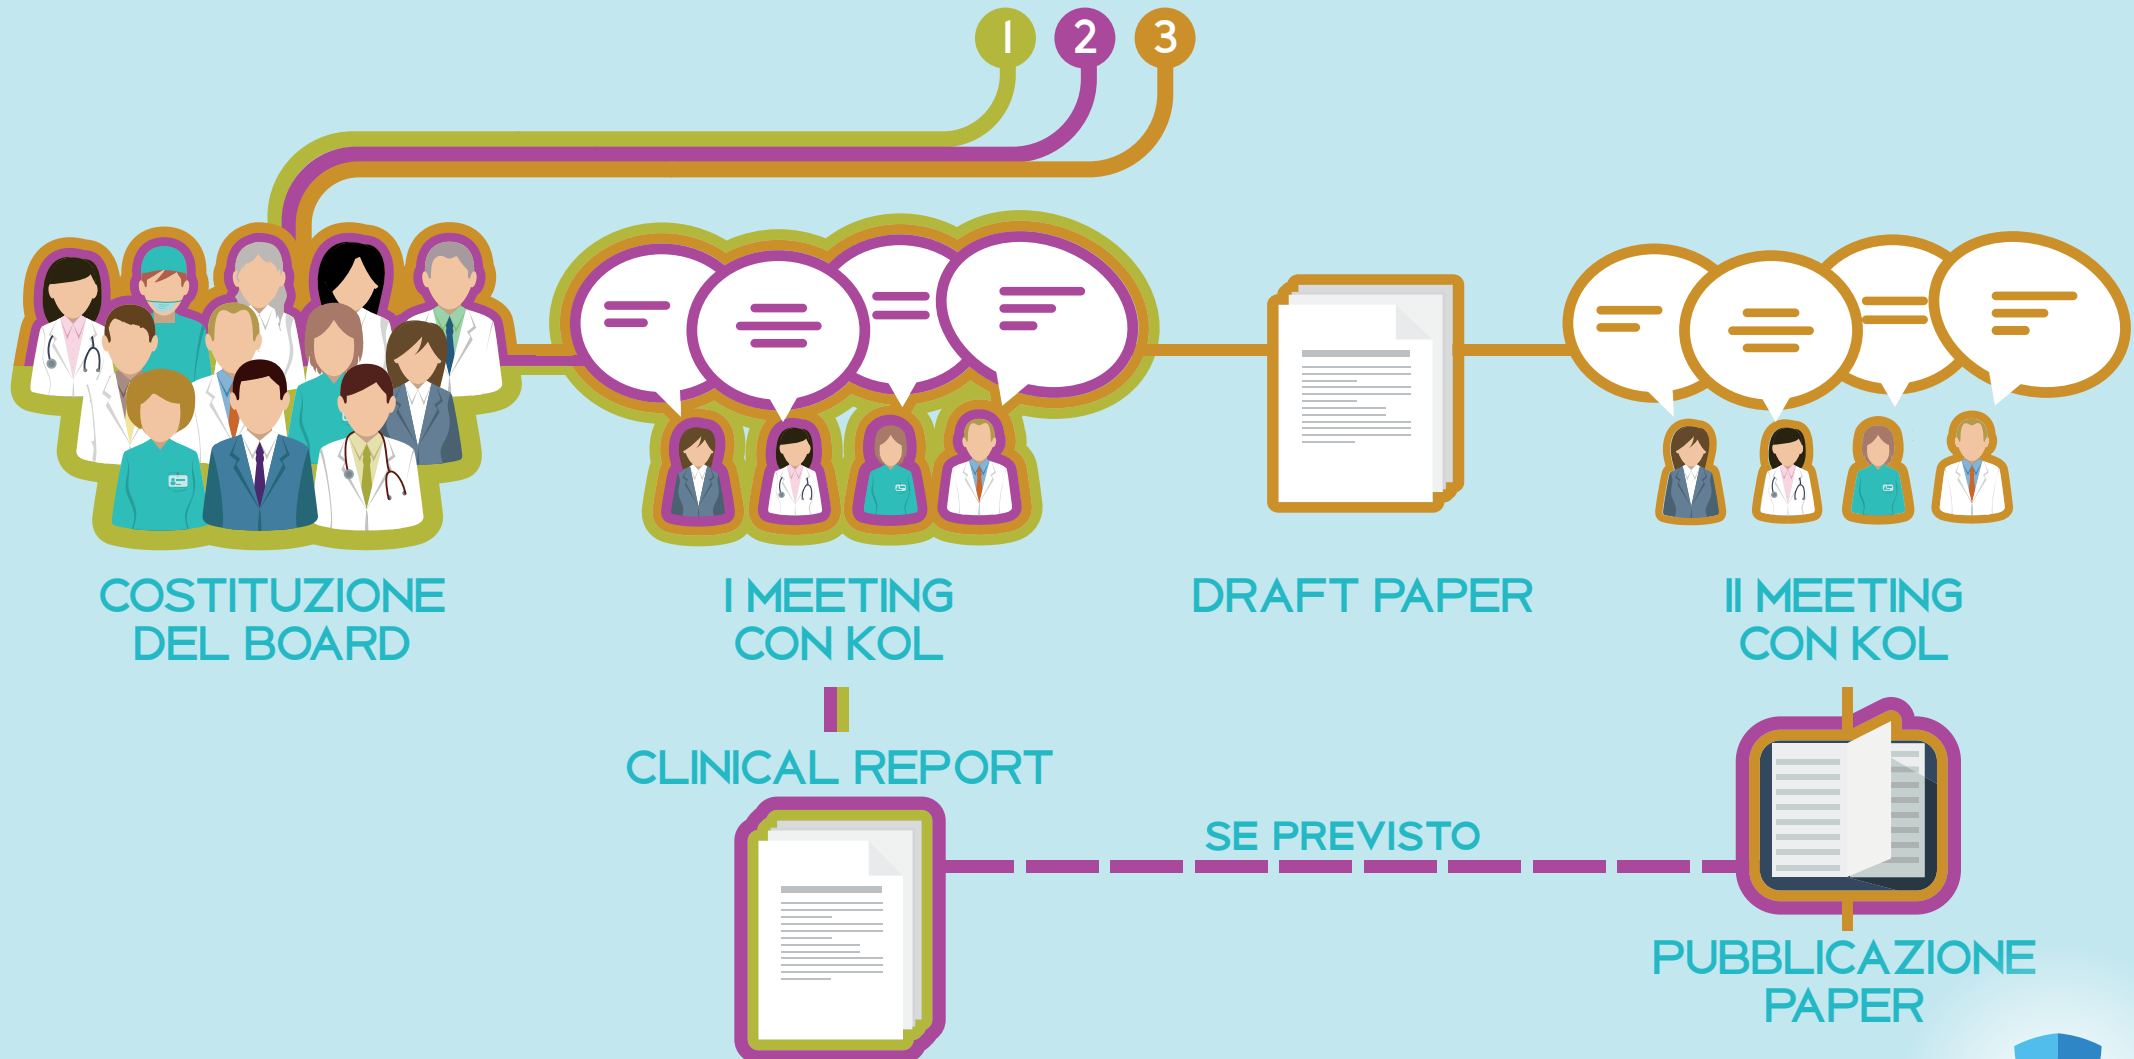 1 2 3
COSTITUZIONE
DEL BOARD
I MEETING
CON KOL
DRAFT PAPER
II MEETING
CON KOL
CLINICAL REPORT
SE PREVISTO
PUBBLICAZIONE
PAPER